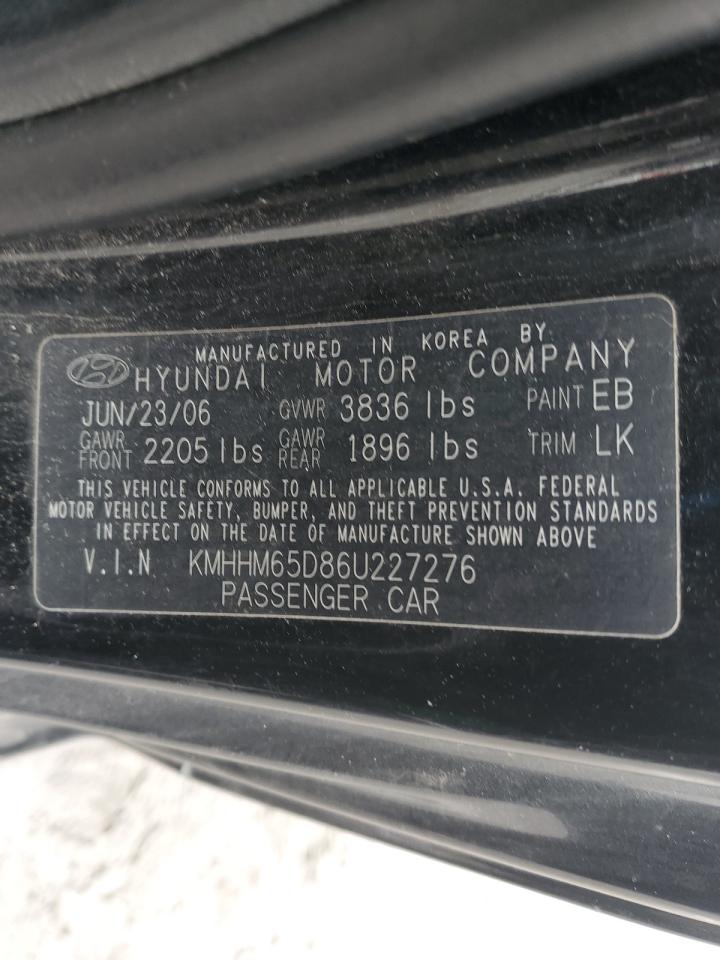 MANUFACTURED IN KOREA BY
HYUNDAI MOTOR COMPANY
JUN/23/06 GVWR 3836 lbs PAINT EB
GAWR FRONT 2205 lbs GAWR REAR 1896 lbs TRIM LK
THIS VEHICLE CONFORMS TO ALL APPLICABLE U.S.A. FEDERAL
MOTOR VEHICLE SAFETY, BUMPER, AND THEFT PREVENTION STANDARDS
IN EFFECT ON THE DATE OF MANUFACTURE SHOWN ABOVE
V.I.N KMHHM65D86U227276
PASSENGER CAR